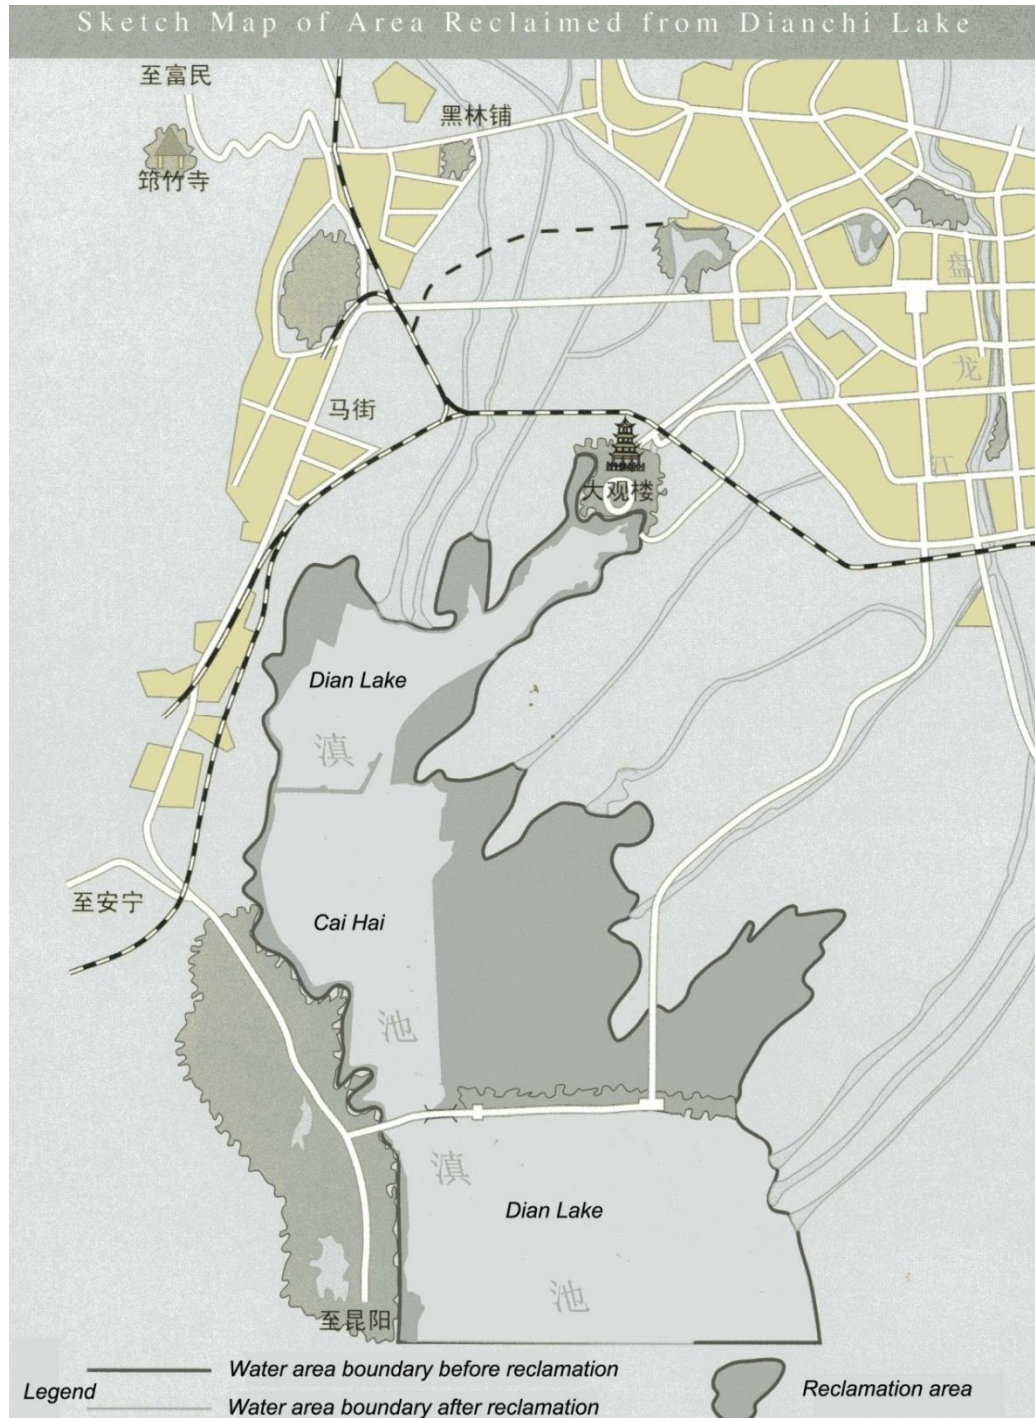 Sketch Map of Area Reclaimed from Dianchi Lake
至富民
黑林铺
筇竹寺
盘
龙
江
马街
大观楼
Dian Lake
滇
至安宁
Cai Hai
池
滇
Dian Lake
池
至昆阳
Legend
Water area boundary before reclamation
Water area boundary after reclamation
Reclamation area